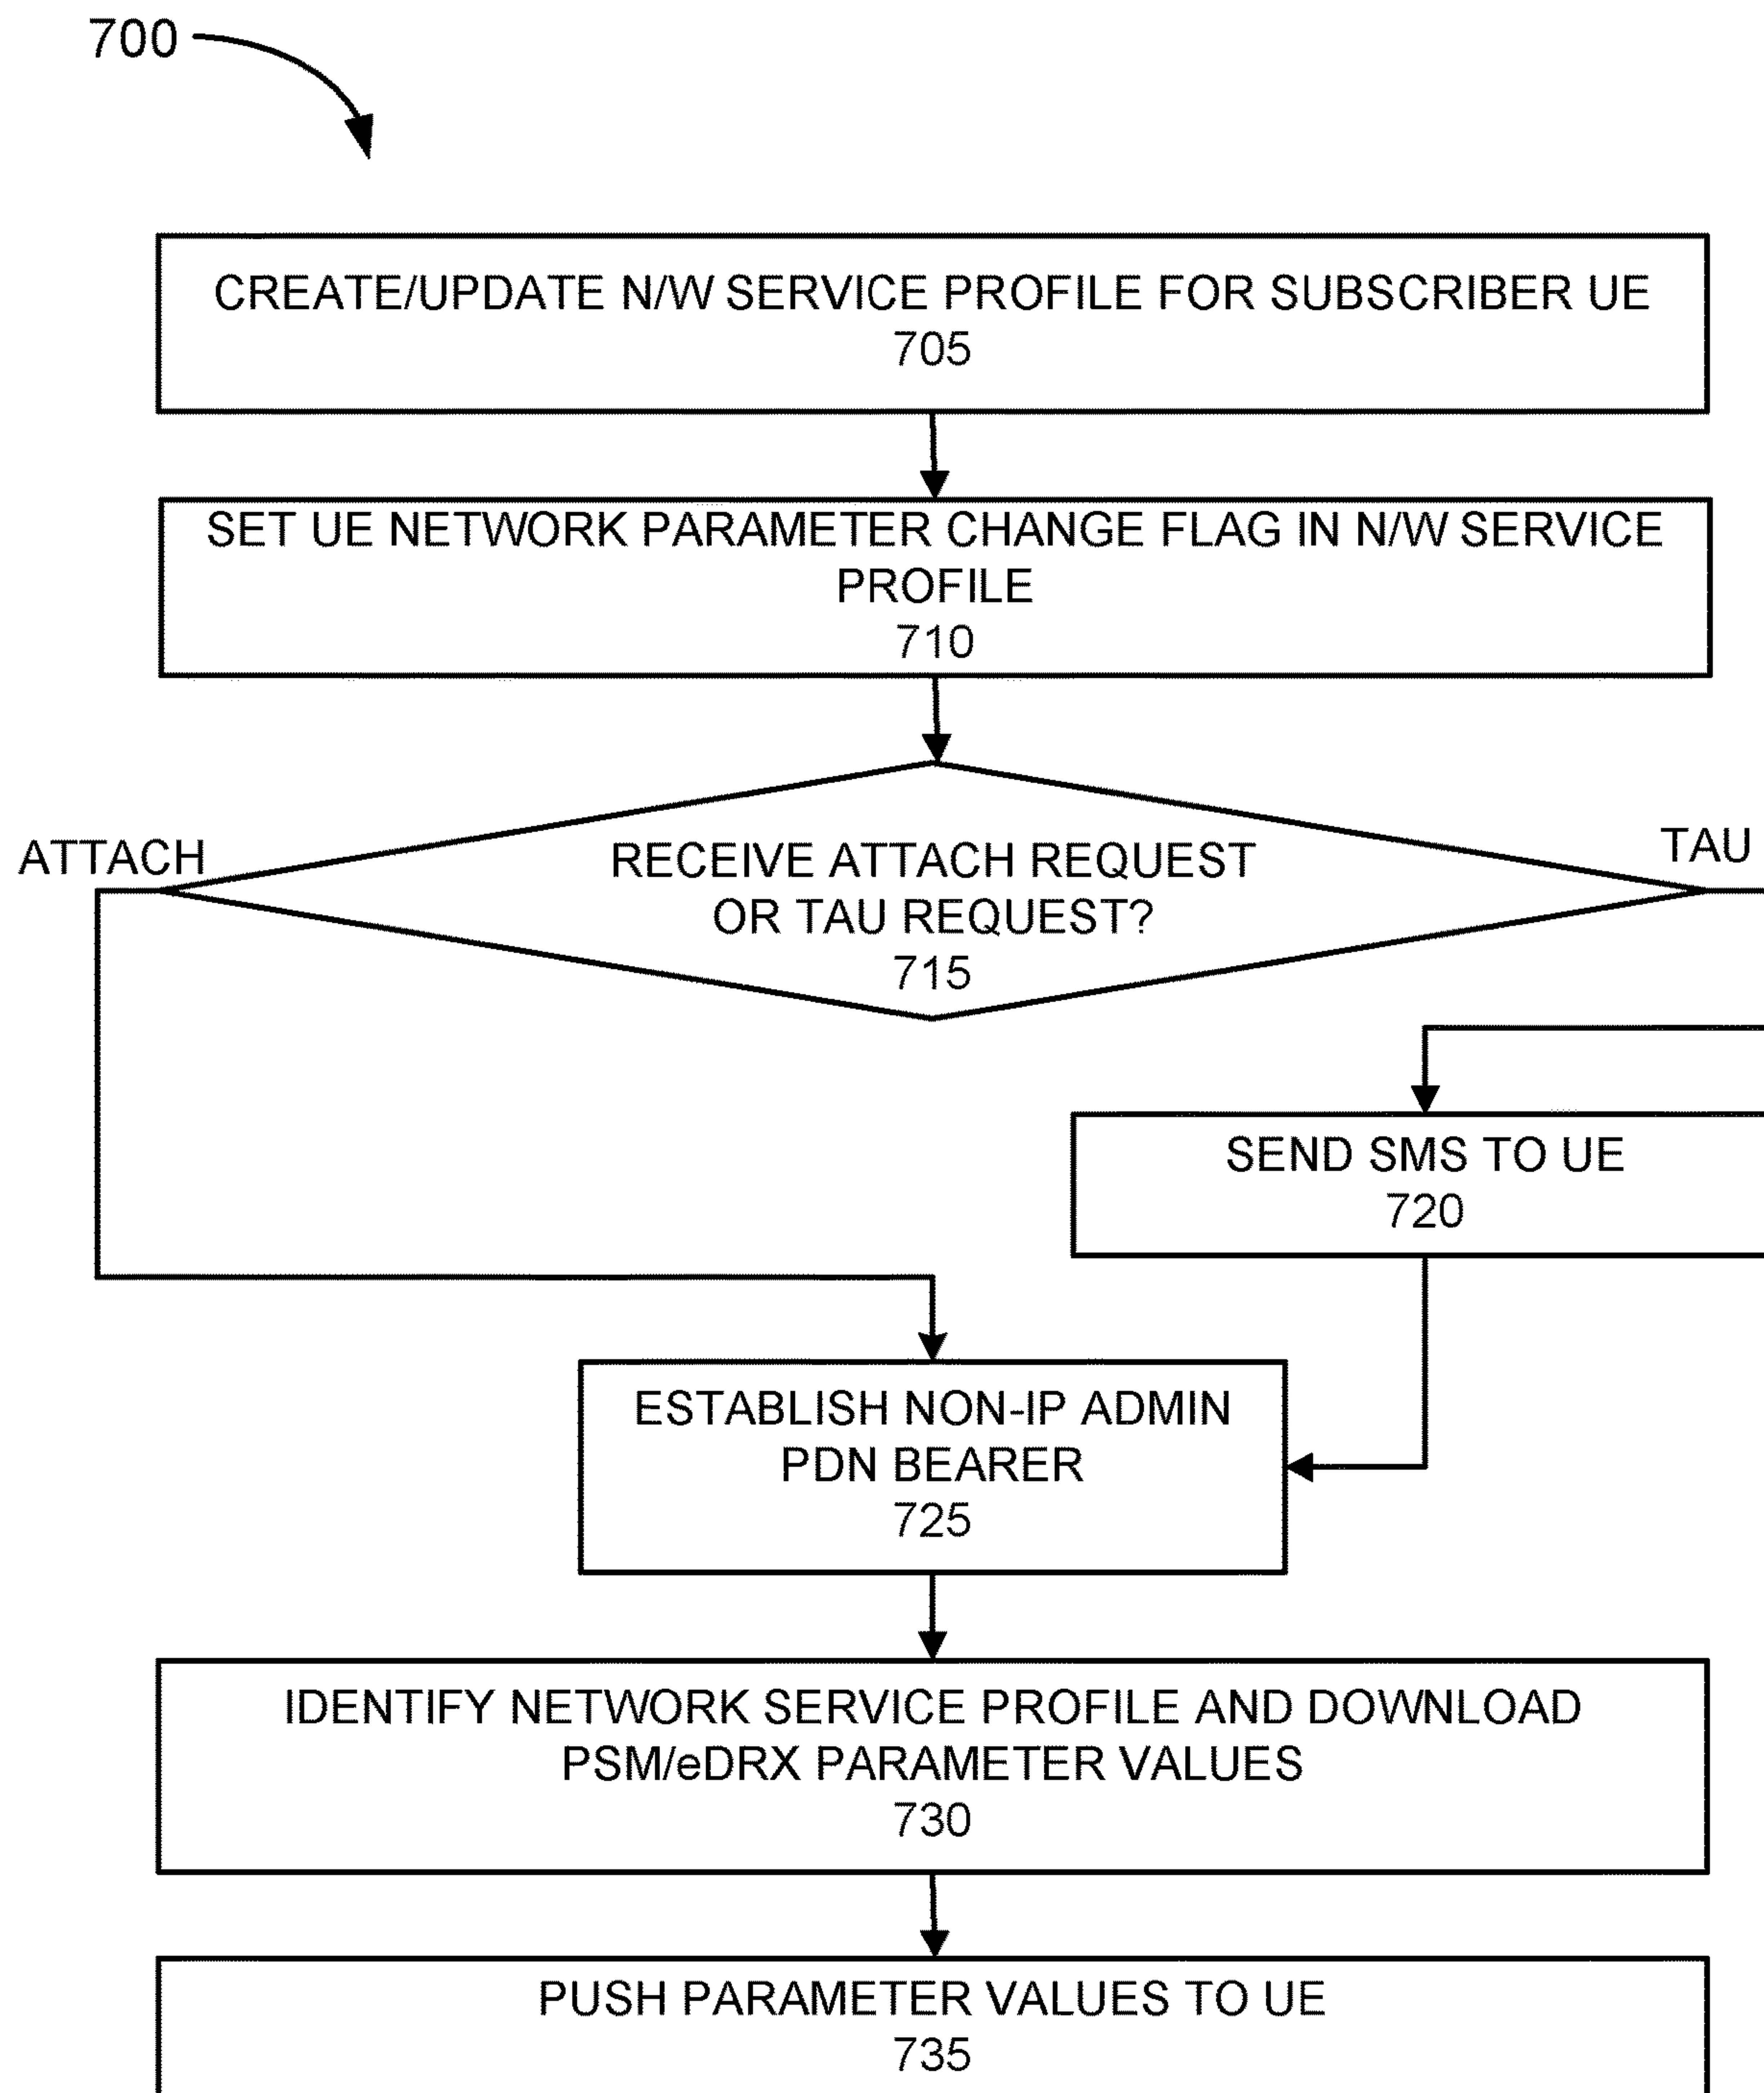 700
CREATE/UPDATE N/W SERVICE PROFILE FOR SUBSCRIBER UE
705
SET UE NETWORK PARAMETER CHANGE FLAG IN N/W SERVICE
PROFILE
710
ATTACH
TAU
RECEIVE ATTACH REQUEST
OR TAU REQUEST?
715
SEND SMS TO UE
720
ESTABLISH NON-IP ADMIN
PDN BEARER
725
IDENTIFY NETWORK SERVICE PROFILE AND DOWNLOAD
PSM/eDRX PARAMETER VALUES
730
PUSH PARAMETER VALUES TO UE
735